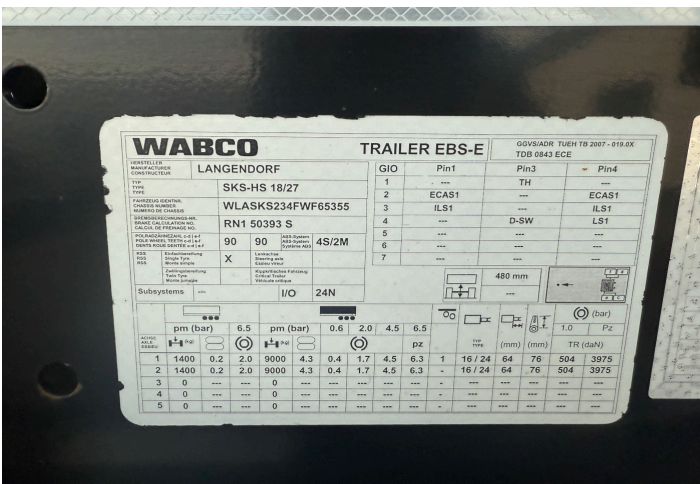 WABCO
TRAILER EBS-E
GGVS/ADR TUEH TB 2007 - 019.0X
TDB 0843 ECE
HERSTELLER
MANUFACTURER
CONSTRUCTEUR
LANGENDORF
TYP
TYPE
TYPE
SKS-HS 18/27
FAHRZEUG IDENTNR.
CHASSIS NUMBER
NUMERO DE CHASSIS
WLASKS234FWF65355
BREMSBERECHNUNGS-NR.
BRAKE CALCULATION NO.
CALCUL DE FREINAGE NO.
RN1 50393 S
POLRADZÄHNEZAHL c-d | e-f
POLE WHEEL TEETH c-d | e-f
DENTS ROUE DENTÉE c-d | e-f
90 90
ABS-System
ABS-System
Système ABS
4S/2M
RSS Einfachbereifung
RSS Single Tyre
RSS Monte simple
X
Lenkachse
Steering axle
Essieu vireur
Zwillingsbereifung
Twin Tyre
Monte jumelée
Kippkritisches Fahrzeug
Critical Trailer
Véhicule critique
Subsystems --- I/O 24N
GIO Pin1 Pin3 Pin4
1 --- TH ---
2 ECAS1 --- ECAS1
3 ILS1 --- ILS1
4 --- D-SW LS1
5 --- --- ---
6 --- --- ---
7 --- --- ---
480 mm
---
pm (bar) 6.5 pm (bar) 0.6 2.0 4.5 6.5 (bar)
1.0 Pz
ACHSE
AXLE
ESSIEU
pz TYP
TYPE (mm) (mm) TR (daN)
1 1400 0.2 2.0 9000 4.3 0.4 1.7 4.5 6.3 1 16 / 24 64 76 504 3975
2 1400 0.2 2.0 9000 4.3 0.4 1.7 4.5 6.3 - 16 / 24 64 76 504 3975
3 0 --- --- 0 --- --- --- --- --- - --- --- --- --- ---
4 0 --- --- 0 --- --- --- --- --- - --- --- --- --- ---
5 0 --- --- 0 --- --- --- --- --- - --- --- --- --- ---